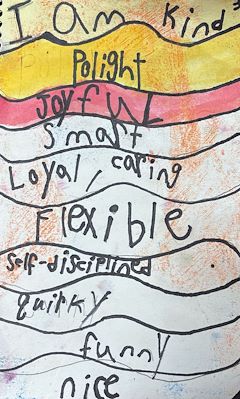 I am kind
Polight
Joyful
Smart
Loyal, caring
Flexible
Self-disciplined
quirky
funny
nice